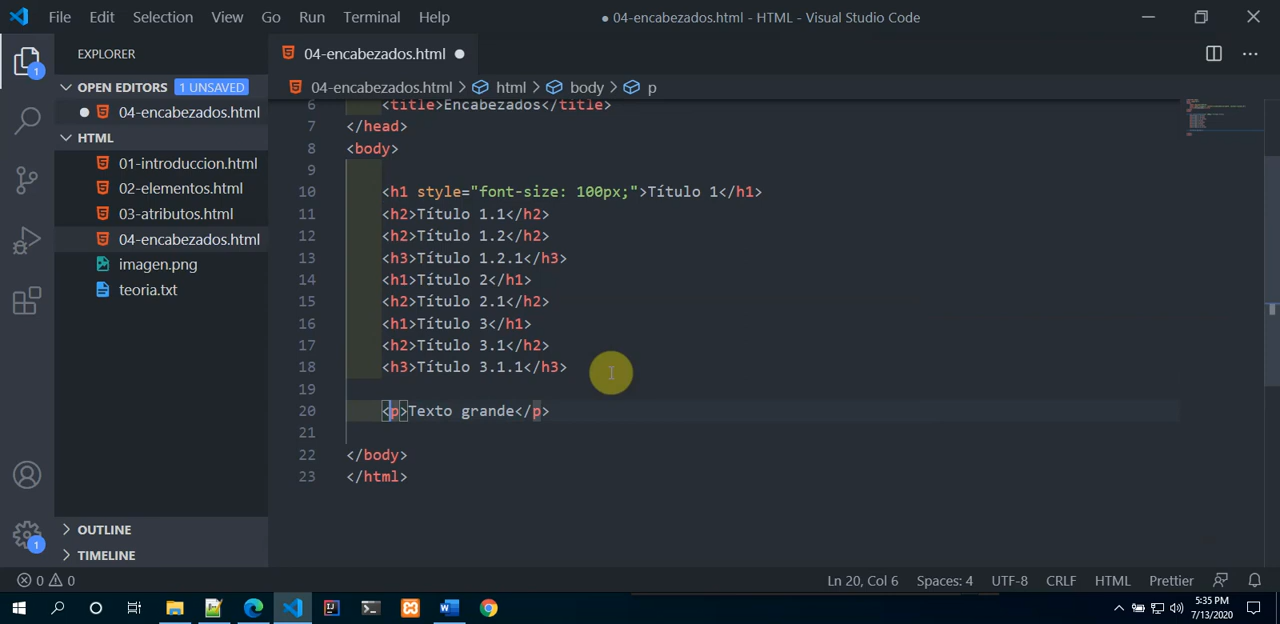 File Edit Selection View Go Run Terminal Help ● 04-encabezados.html - HTML - Visual Studio Code
EXPLORER
04-encabezados.html
OPEN EDITORS 1 UNSAVED
04-encabezados.html
HTML
01-introduccion.html
02-elementos.html
03-atributos.html
04-encabezados.html
imagen.png
teoria.txt
OUTLINE
TIMELINE
1
1
04-encabezados.html > html > body > p
6 <title>Encabezados</title>
7 </head>
8 <body>
9
10 <h1 style="font-size: 100px;">Título 1</h1>
11 <h2>Título 1.1</h2>
12 <h2>Título 1.2</h2>
13 <h3>Título 1.2.1</h3>
14 <h1>Título 2</h1>
15 <h2>Título 2.1</h2>
16 <h1>Título 3</h1>
17 <h2>Título 3.1</h2>
18 <h3>Título 3.1.1</h3>
19
20 <p>Texto grande</p>
21
22 </body>
23 </html>
0 0 Ln 20, Col 6 Spaces: 4 UTF-8 CRLF HTML Prettier
5:35 PM
7/13/2020